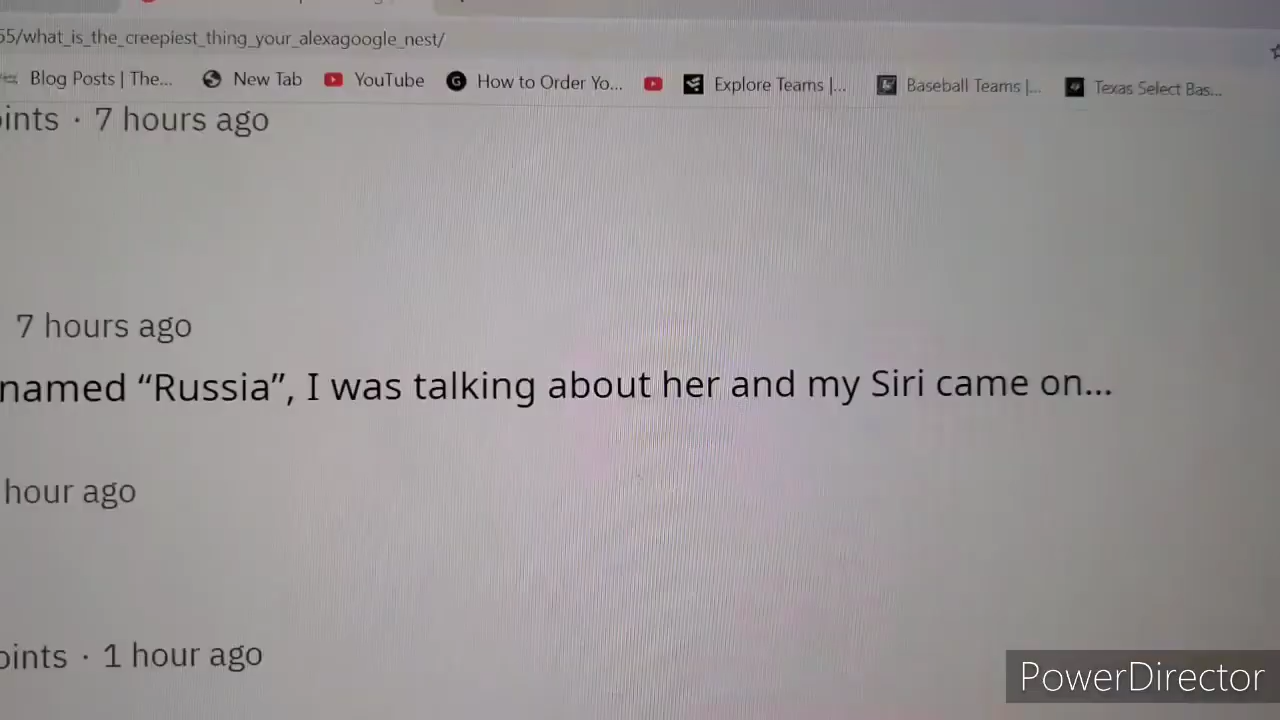 55/what_is_the_creepiest_thing_your_alexagoogle_nest/
Blog Posts | The... New Tab YouTube How to Order Yo... Explore Teams |... Baseball Teams |... Texas Select Bas...
oints · 7 hours ago
7 hours ago
named “Russia”, I was talking about her and my Siri came on...
hour ago
oints · 1 hour ago
PowerDirector